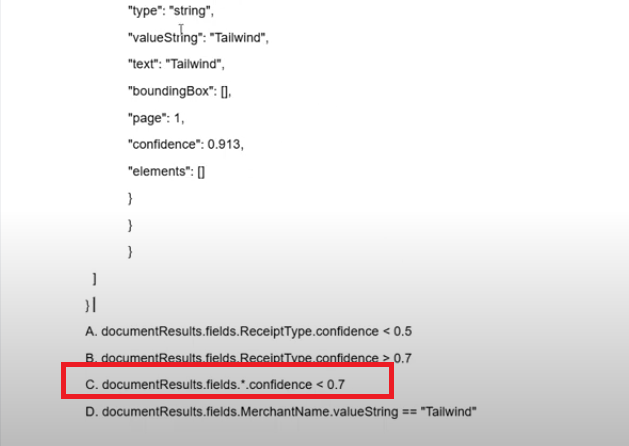 "type": "string",
"valueString": "Tailwind",
"text": "Tailwind",
"boundingBox": [],
"page": 1,
"confidence": 0.913,
"elements": []
}
}
}
]
}
A. documentResults.fields.ReceiptType.confidence < 0.5
B. documentResults.fields.ReceiptType.confidence > 0.7
C. documentResults.fields.*.confidence < 0.7
D. documentResults.fields.MerchantName.valueString == "Tailwind"